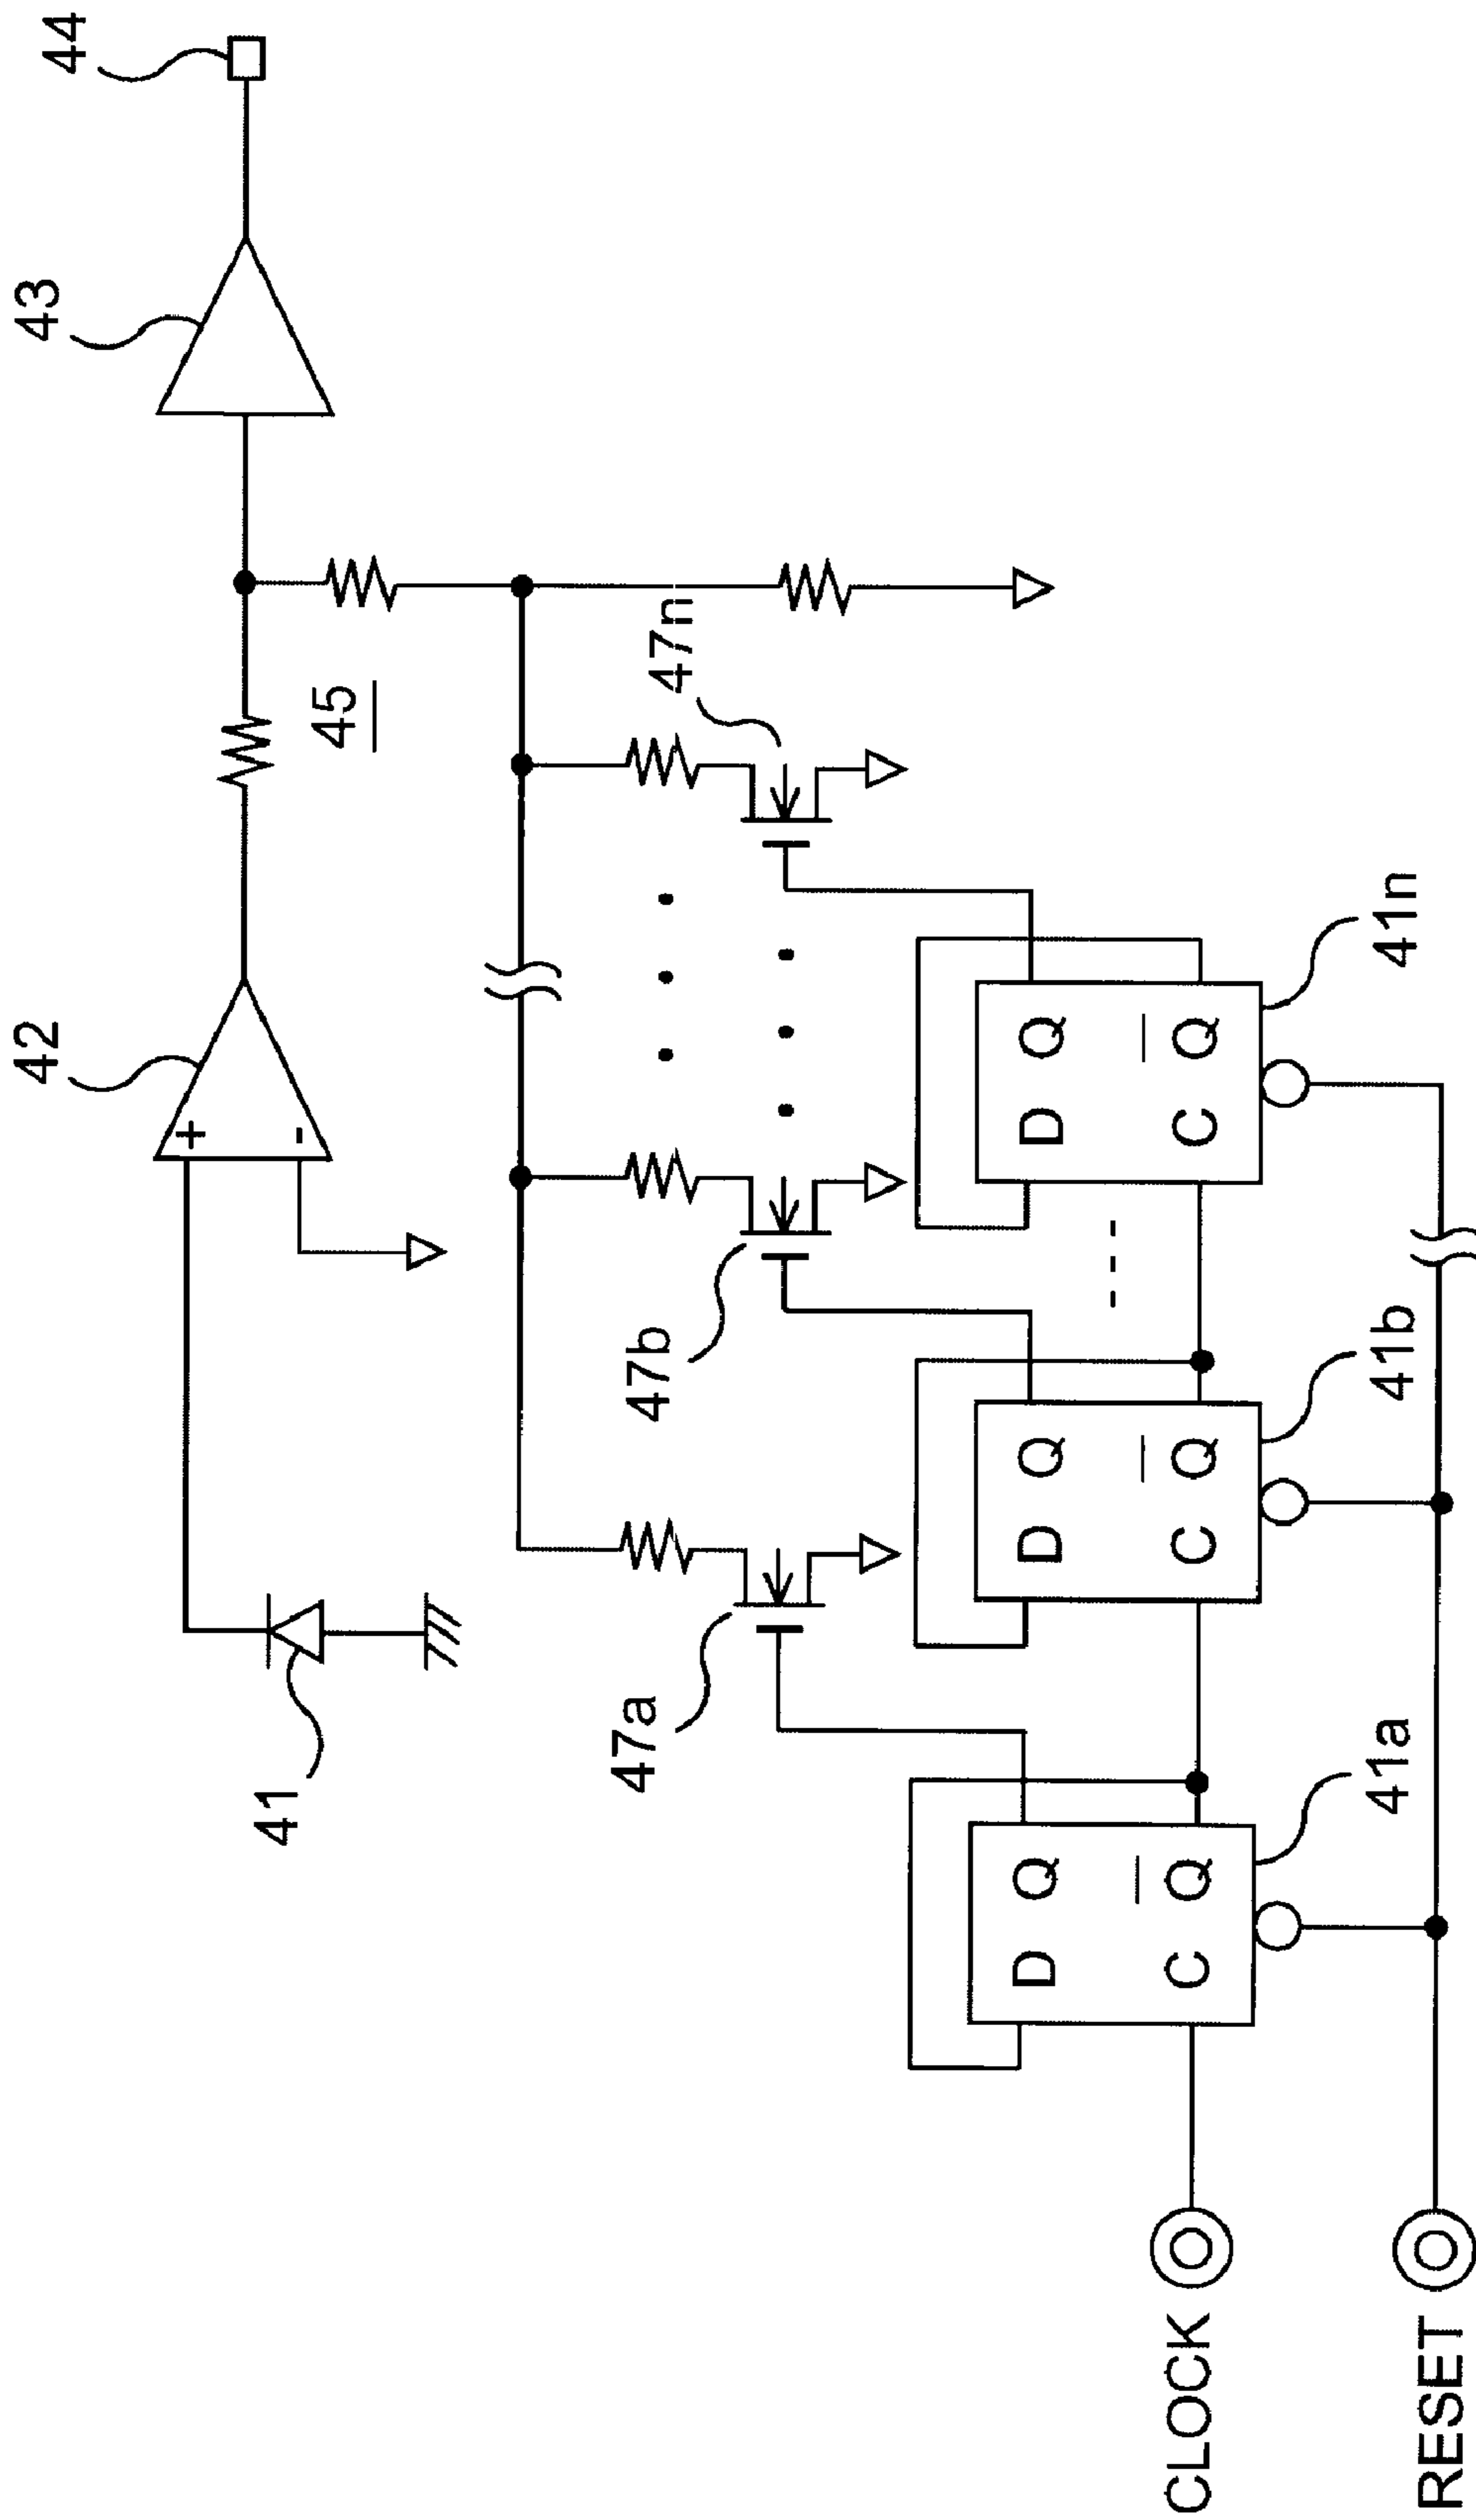 42
43
44
41
+
-
45
47a
47b
47n
D Q
C Q̅
D Q
C Q̅
D Q
C Q̅
41a
41b
41n
CLOCK
RESET